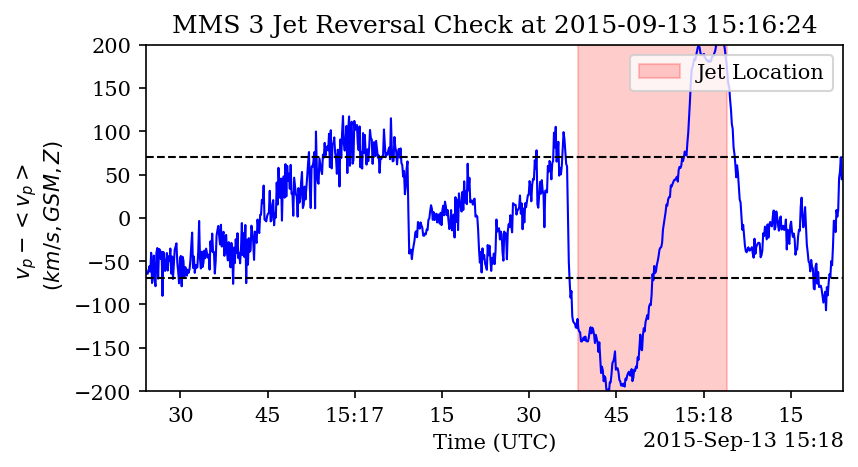 MMS 3 Jet Reversal Check at 2015-09-13 15:16:24
Jet Location
v_p − < v_p >
(km/s, GSM, Z)
200
150
100
50
0
−50
−100
−150
−200
30 45 15:17 15 30 45 15:18 15
Time (UTC)
2015-Sep-13 15:18